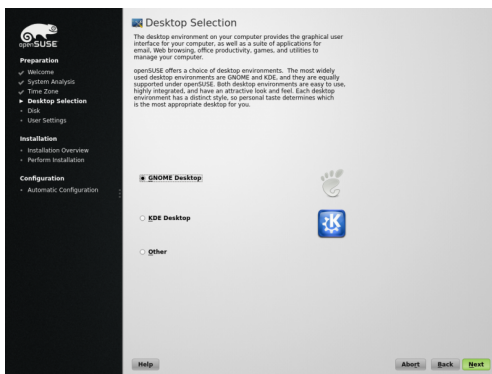 openSUSE
Preparation
Welcome
System Analysis
Time Zone
Desktop Selection
Disk
User Settings
Installation
Installation Overview
Perform Installation
Configuration
Automatic Configuration
Desktop Selection
The desktop environment on your computer provides the graphical user
interface for your computer, as well as a suite of applications for
email, Web browsing, office productivity, games, and utilities to
manage your computer.
openSUSE offers a choice of desktop environments. The most widely
used desktop environments are GNOME and KDE, and they are equally
supported under openSUSE. Both desktop environments are easy to use,
highly integrated, and have an attractive look and feel. Each desktop
environment has a distinct style, so personal taste determines which
is the most appropriate desktop for you.
GNOME Desktop
KDE Desktop
K
Other
Help
Abort
Back
Next